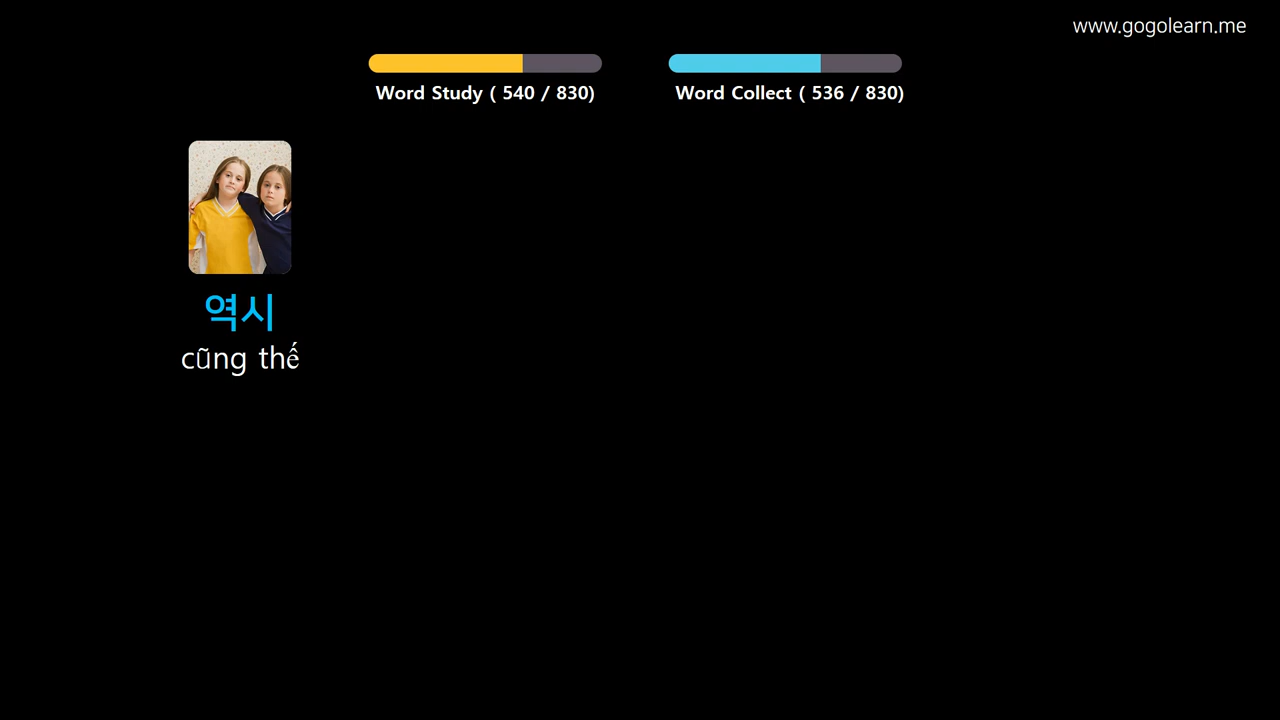 www.gogolearn.me
Word Study ( 540 / 830)
Word Collect ( 536 / 830)
역시
cũng thế